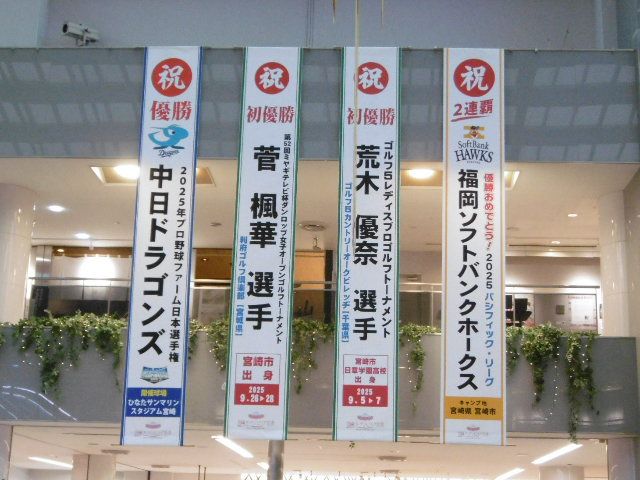 祝
優勝
Dragons
2025年プロ野球ファーム日本選手権
中日ドラゴンズ
開催球場
ひなたサンマリン
スタジアム宮崎
祝
初優勝
第52回ミヤギテレビ杯ダンロップ女子オープンゴルフトーナメント
利府ゴルフ倶楽部（宮城県）
菅 楓華 選手
宮崎市
出身
2025
9.26▶28
祝
初優勝
ゴルフ5レディスプロゴルフトーナメント
ゴルフ5カントリーオークビレッヂ（千葉県）
荒木 優奈 選手
宮崎市
日章学園高校
出身
2025
9.5▶7
祝
2連覇
SoftBank
HAWKS
優勝おめでとう！2025 パシフィック・リーグ
福岡ソフトバンクホークス
キャンプ地
宮崎県 宮崎市